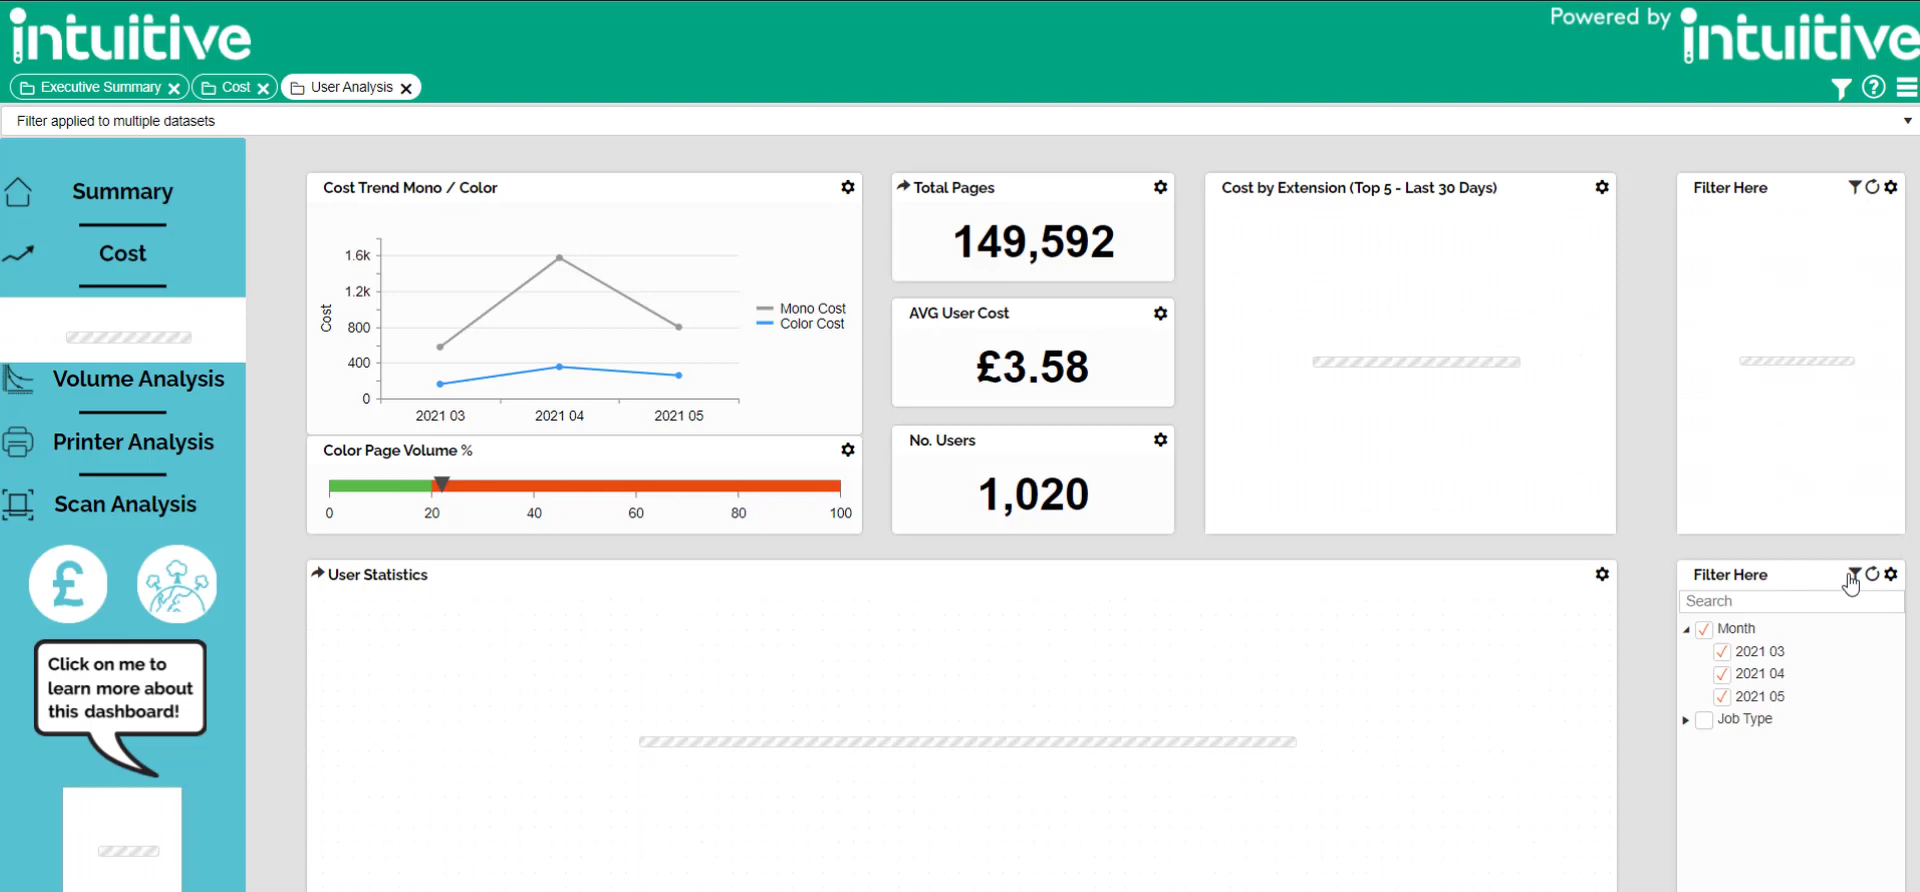 intuitive
Powered by intuitive
Executive Summary
Cost
User Analysis
Filter applied to multiple datasets
Summary
Cost
Volume Analysis
Printer Analysis
Scan Analysis
£
Click on me to
learn more about
this dashboard!
Cost Trend Mono / Color
Cost
1.6k
1.2k
800
400
0
2021 03
2021 04
2021 05
Mono Cost
Color Cost
Color Page Volume %
0 20 40 60 80 100
Total Pages
149,592
AVG User Cost
£3.58
No. Users
1,020
Cost by Extension (Top 5 - Last 30 Days)
Filter Here
User Statistics
Filter Here
Search
Month
2021 03
2021 04
2021 05
Job Type